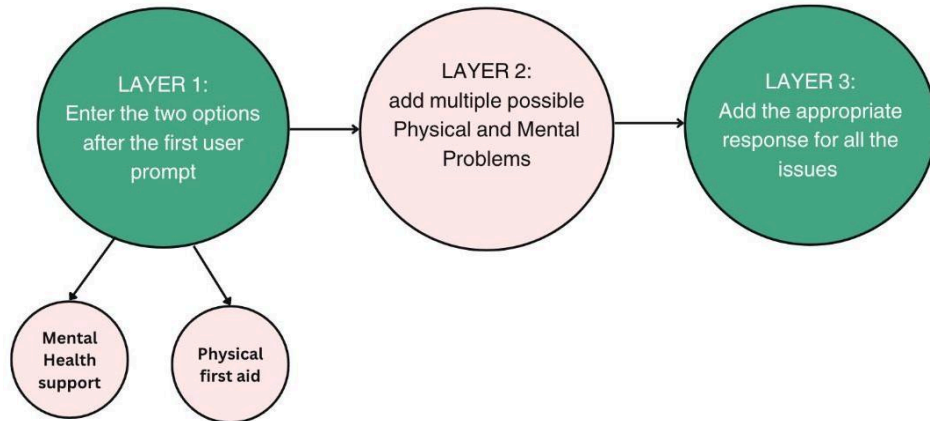 LAYER 1:
Enter the two options
after the first user
prompt
LAYER 2:
add multiple possible
Physical and Mental
Problems
LAYER 3:
Add the appropriate
response for all the
issues
Mental
Health
support
Physical
first aid